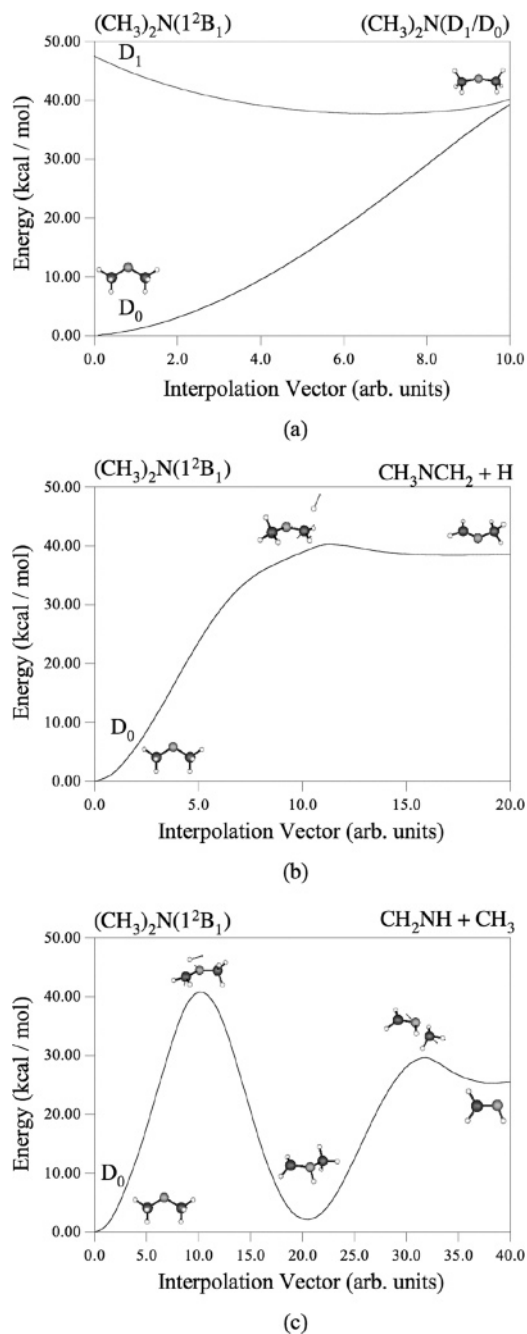 (CH₃)₂N(1²B₁) (CH₃)₂N(D₁/D₀)
50.00
D₁
40.00
30.00
Energy (kcal / mol)
20.00
10.00
D₀
0.00
0.0 2.0 4.0 6.0 8.0 10.0
Interpolation Vector (arb. units)
(a)
(CH₃)₂N(1²B₁) CH₃NCH₂ + H
50.00
40.00
30.00
Energy (kcal / mol)
20.00
10.00
D₀
0.00
0.0 5.0 10.0 15.0 20.0
Interpolation Vector (arb. units)
(b)
(CH₃)₂N(1²B₁) CH₂NH + CH₃
50.00
40.00
30.00
Energy (kcal / mol)
20.00
10.00
D₀
0.00
0.0 5.0 10.0 15.0 20.0 25.0 30.0 35.0 40.0
Interpolation Vector (arb. units)
(c)